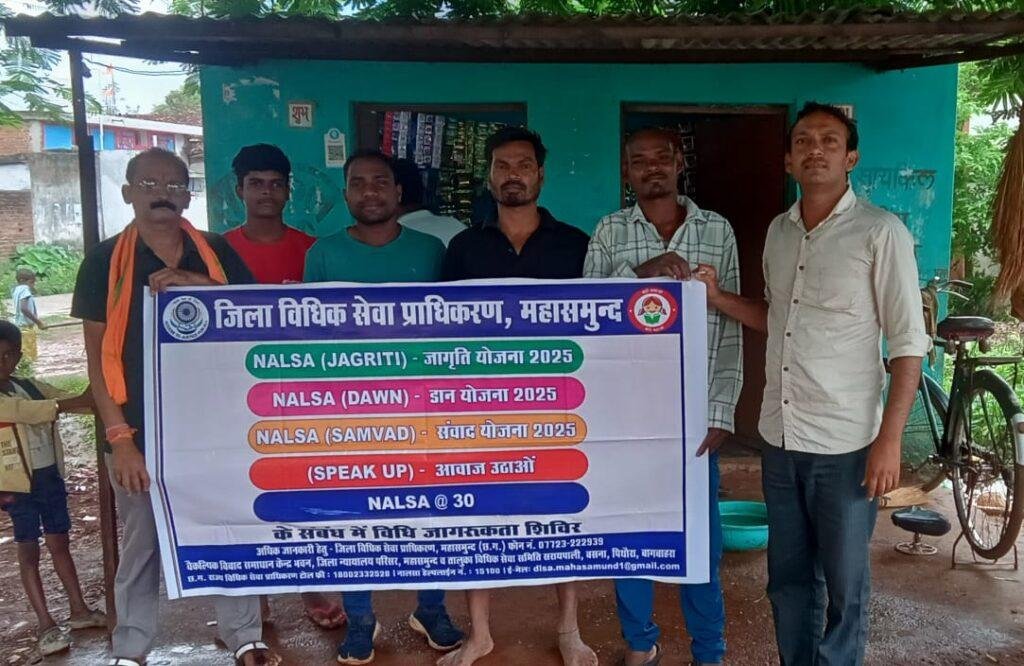 शुभ
जिला विधिक सेवा प्राधिकरण, महासमुन्द
NALSA (JAGRITI) - जागृति योजना 2025
NALSA (DAWN) - डान योजना 2025
NALSA (SAMVAD) - संवाद योजना 2025
(SPEAK UP) - आवाज उठाओं
NALSA @ 30
के संबंध में विधि जागरूकता शिविर
अधिक जानकारी हेतु - जिला विधिक सेवा प्राधिकरण, महासमुन्द (छ.ग.) फोन नं. 07723-222939
वैकल्पिक विवाद समाधान केन्द्र भवन, जिला न्यायालय परिसर, महासमुन्द व तालुका विधिक सेवा समिति सरायपाली, बसना, पिथौरा, बागबाहरा
छ.ग. राज्य विधिक सेवा प्राधिकरण टोल फ्री : 18002332528 | नालसा हेल्पलाईन नं. : 15100 | ई-मेल: dlsa.mahasamund1@gmail.com